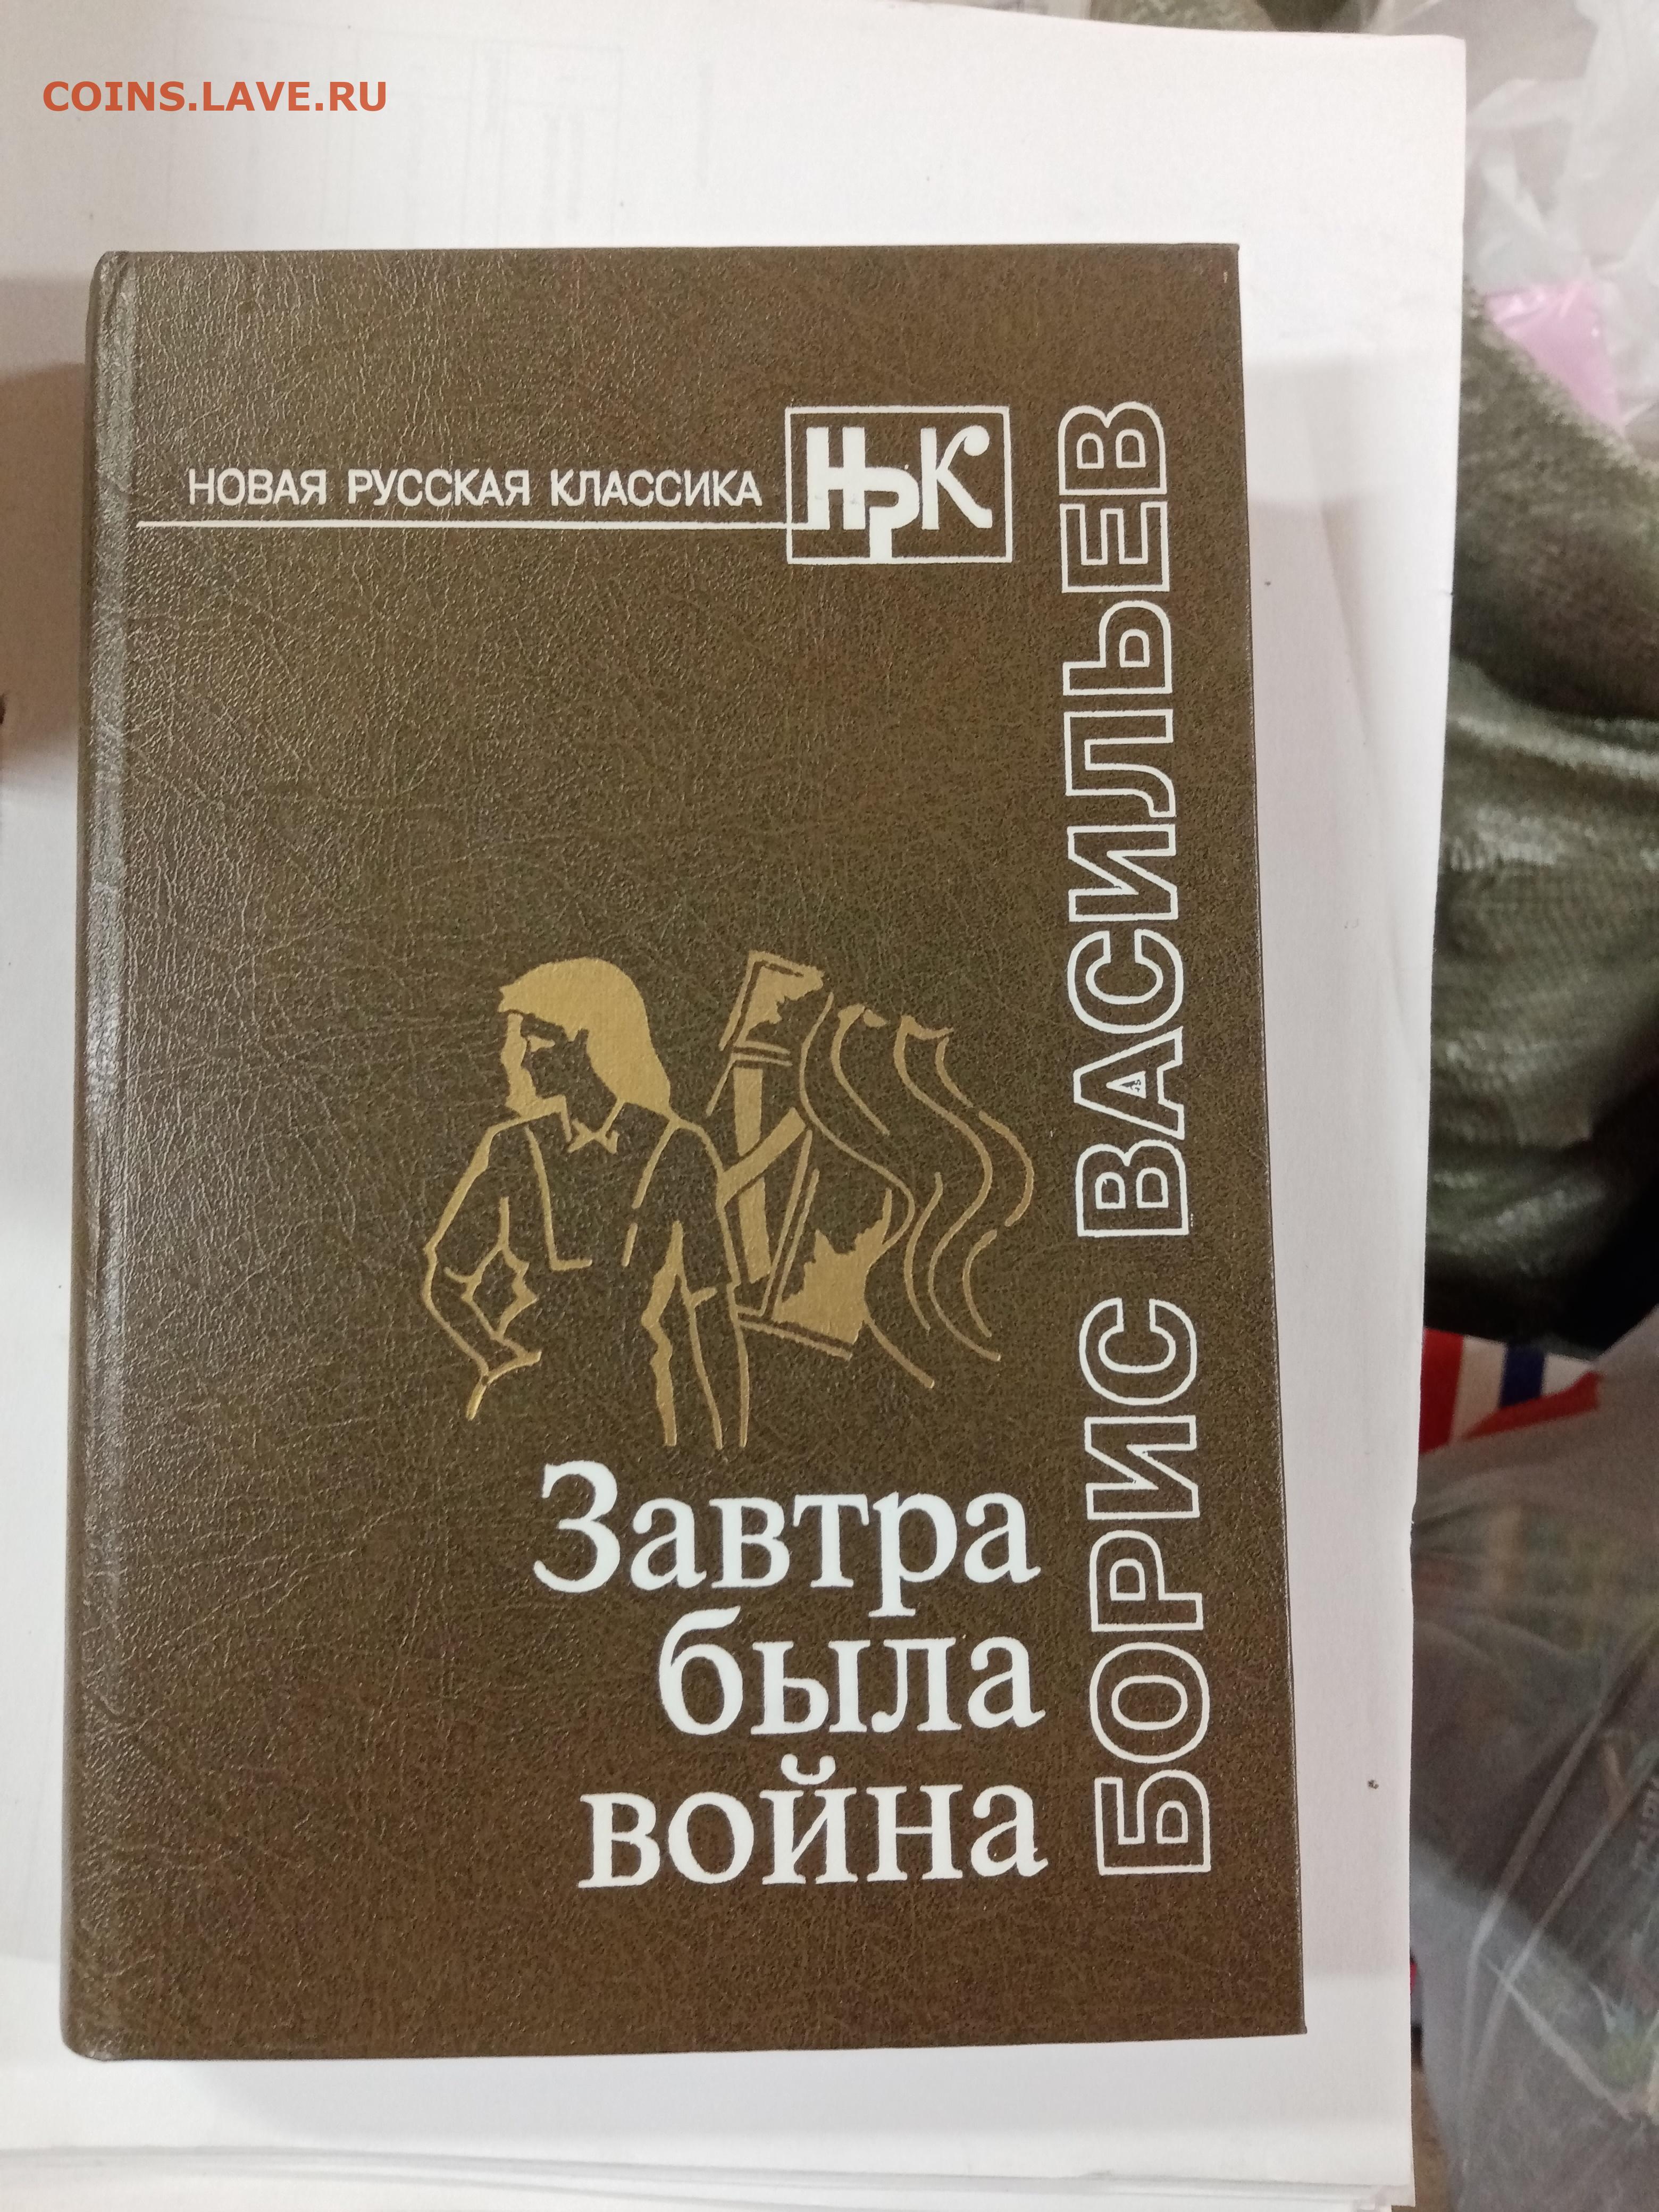 COINS.LAVE.RU
НОВАЯ РУССКАЯ КЛАССИКА
НРК
БОРИС ВАСИЛЬЕВ
Завтра
была
война